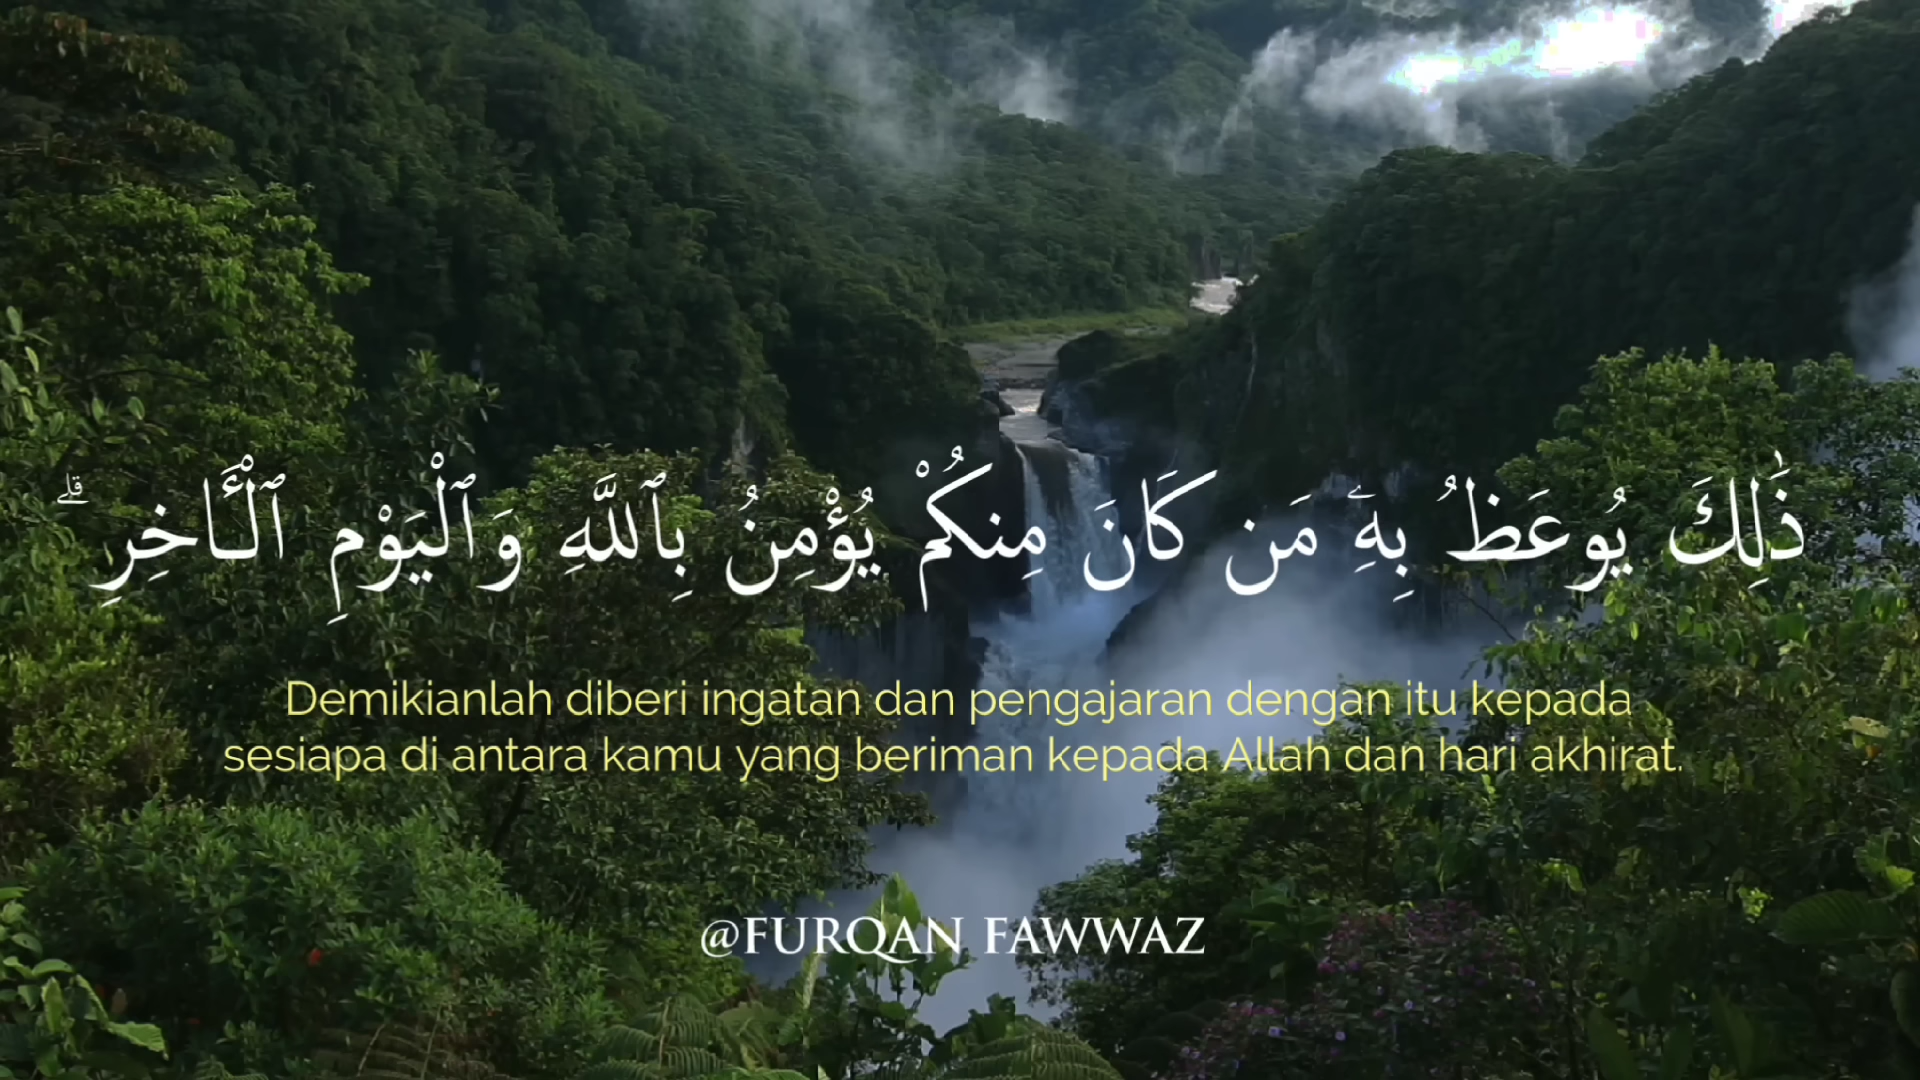 ذَٰلِكَ يُوعَظُ بِهِۦ مَن كَانَ مِنكُمْ يُؤْمِنُ بِٱللَّهِ وَٱلْيَوْمِ ٱلْـَٔاخِرِ ۗ
Demikianlah diberi ingatan dan pengajaran dengan itu kepada
sesiapa di antara kamu yang beriman kepada Allah dan hari akhirat.
@FURQAN FAWWAZ